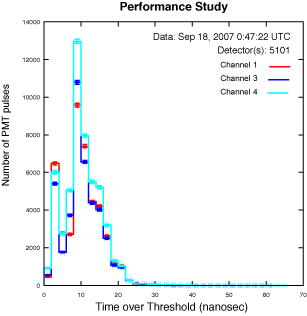 Performance Study
Data: Sep 18, 2007 0:47:22 UTC
Detector(s): 5101
Channel 1
Channel 3
Channel 4
Number of PMT pulses
14000
12000
10000
8000
6000
4000
2000
0
0 10 20 30 40 50 60 70
Time over Threshold (nanosec)